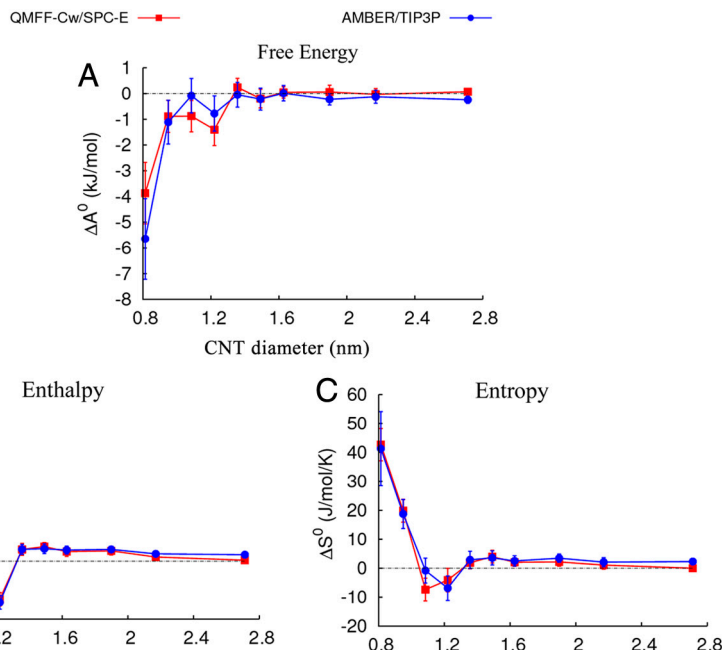 QMFF-Cw/SPC-E AMBER/TIP3P
A Free Energy
1
0
-1
-2
-3
-4
-5
-6
-7
-8
ΔA⁰ (kJ/mol)
0.8 1.2 1.6 2 2.4 2.8
CNT diameter (nm)
Enthalpy
.2 1.6 2 2.4 2.8
C Entropy
60
50
40
30
20
10
0
-10
-20
ΔS⁰ (J/mol/K)
0.8 1.2 1.6 2 2.4 2.8